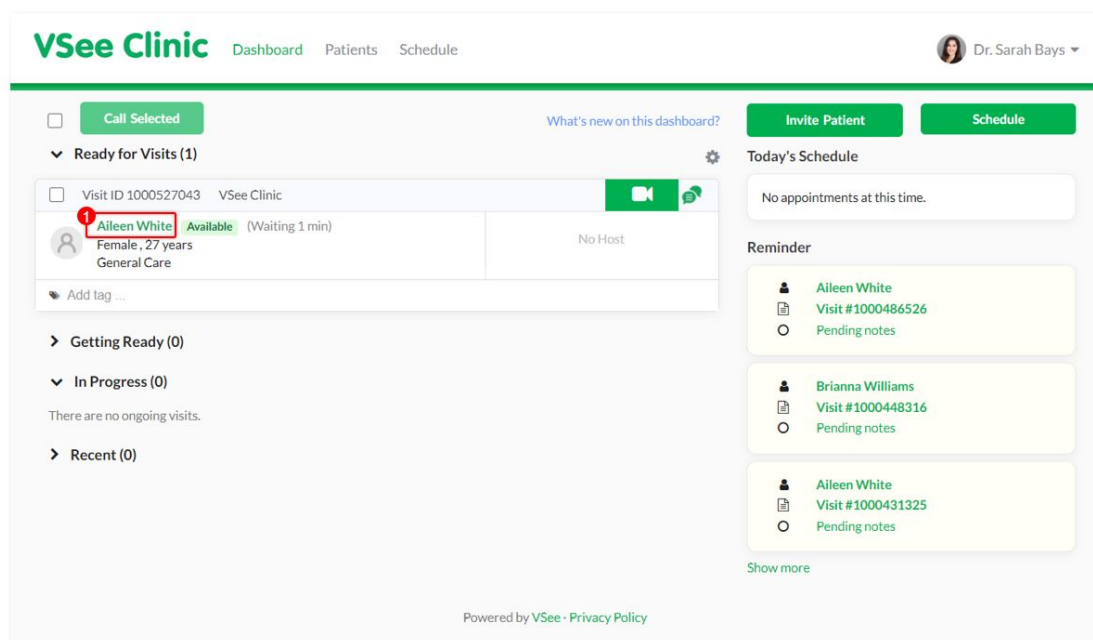 VSee Clinic Dashboard Patients Schedule Dr. Sarah Bays
Call Selected What's new on this dashboard?
Ready for Visits (1)
Visit ID 1000527043 VSee Clinic
1
Aileen White Available (Waiting 1 min)
Female , 27 years
General Care
No Host
Add tag ...
Getting Ready (0)
In Progress (0)
There are no ongoing visits.
Recent (0)
Invite Patient Schedule
Today's Schedule
No appointments at this time.
Reminder
Aileen White
Visit #1000486526
Pending notes
Brianna Williams
Visit #1000448316
Pending notes
Aileen White
Visit #1000431325
Pending notes
Show more
Powered by VSee · Privacy Policy